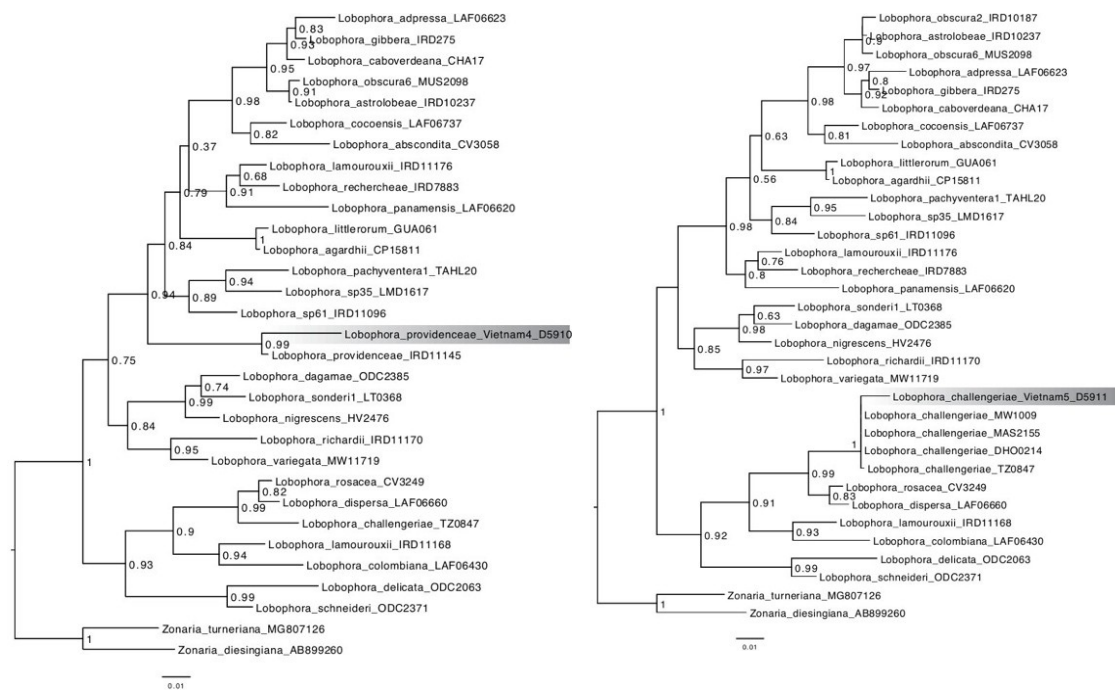 Lobophora_adpressa_LAF06623
0.83
Lobophora_gibbera_IRD275
0.93
Lobophora_caboverdeana_CHA17
0.95
Lobophora_obscura6_MUS2098
0.91
Lobophora_astrolobeae_IRD10237
0.98
Lobophora_cocoensis_LAF06737
0.82
Lobophora_abscondita_CV3058
0.37
Lobophora_lamourouxii_IRD11176
0.68
Lobophora_rechercheae_IRD7883
0.79
0.91
Lobophora_panamensis_LAF06620
Lobophora_littlerorum_GUA061
1
0.84
Lobophora_agardhii_CP15811
Lobophora_pachyventera1_TAHL20
0.94
Lobophora_sp35_LMD1617
0.94
0.89
Lobophora_sp61_IRD11096
Lobophora_providenceae_Vietnam4_D5910
0.99
Lobophora_providenceae_IRD11145
0.75
Lobophora_dagamae_ODC2385
0.74
Lobophora_sonderi1_LT0368
0.99
Lobophora_nigrescens_HV2476
0.84
Lobophora_richardii_IRD11170
0.95
Lobophora_variegata_MW11719
1
Lobophora_rosacea_CV3249
0.82
Lobophora_dispersa_LAF06660
0.99
Lobophora_challengeriae_TZ0847
0.9
Lobophora_lamourouxii_IRD11168
0.94
Lobophora_colombiana_LAF06430
0.93
Lobophora_delicata_ODC2063
0.99
Lobophora_schneideri_ODC2371
Zonaria_turneriana_MG807126
1
Zonaria_diesingiana_AB899260
0.01
Lobophora_obscura2_IRD10187
Lobophora_astrolobeae_IRD10237
0.9
Lobophora_obscura6_MUS2098
0.97
Lobophora_adpressa_LAF06623
0.8
Lobophora_gibbera_IRD275
0.92
Lobophora_caboverdeana_CHA17
0.98
Lobophora_cocoensis_LAF06737
0.81
Lobophora_abscondita_CV3058
0.63
Lobophora_littlerorum_GUA061
1
Lobophora_agardhii_CP15811
0.56
Lobophora_pachyventera1_TAHL20
0.95
Lobophora_sp35_LMD1617
0.84
0.98
Lobophora_sp61_IRD11096
Lobophora_lamourouxii_IRD11176
0.76
Lobophora_rechercheae_IRD7883
0.8
Lobophora_panamensis_LAF06620
Lobophora_sonderi1_LT0368
0.63
Lobophora_dagamae_ODC2385
0.98
Lobophora_nigrescens_HV2476
0.85
Lobophora_richardii_IRD11170
0.97
Lobophora_variegata_MW11719
Lobophora_challengeriae_Vietnam5_D5911
1
Lobophora_challengeriae_MW1009
Lobophora_challengeriae_MAS2155
1
Lobophora_challengeriae_DHO0214
Lobophora_challengeriae_TZ0847
0.99
Lobophora_rosacea_CV3249
0.83
Lobophora_dispersa_LAF06660
0.91
Lobophora_lamourouxii_IRD11168
0.93
0.92
Lobophora_colombiana_LAF06430
Lobophora_delicata_ODC2063
0.99
Lobophora_schneideri_ODC2371
Zonaria_turneriana_MG807126
1
Zonaria_diesingiana_AB899260
0.01